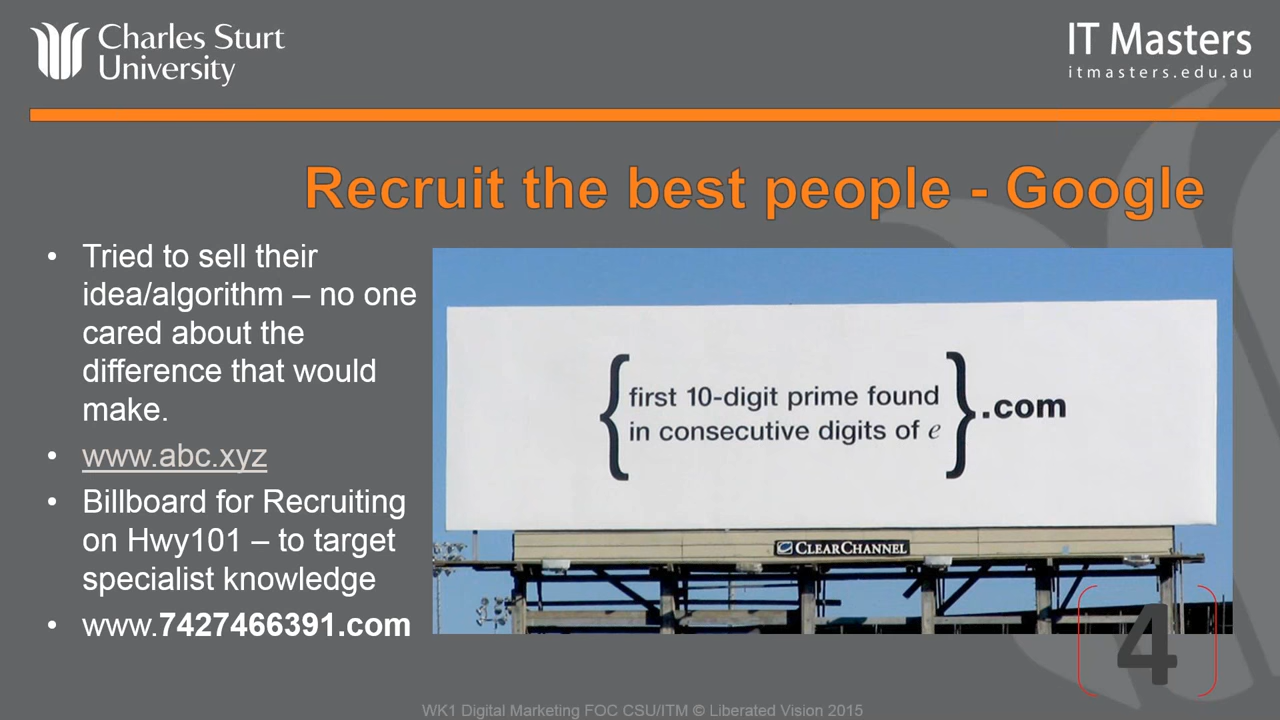 Charles Sturt
University
IT Masters
itmasters.edu.au
Recruit the best people - Google
• Tried to sell their
idea/algorithm – no one
cared about the
difference that would
make.
• www.abc.xyz
• Billboard for Recruiting
on Hwy101 – to target
specialist knowledge
• www.7427466391.com
{first 10-digit prime found
in consecutive digits of e}.com
CLEARCHANNEL
4
WK1 Digital Marketing FOC CSU/ITM © Liberated Vision 2015